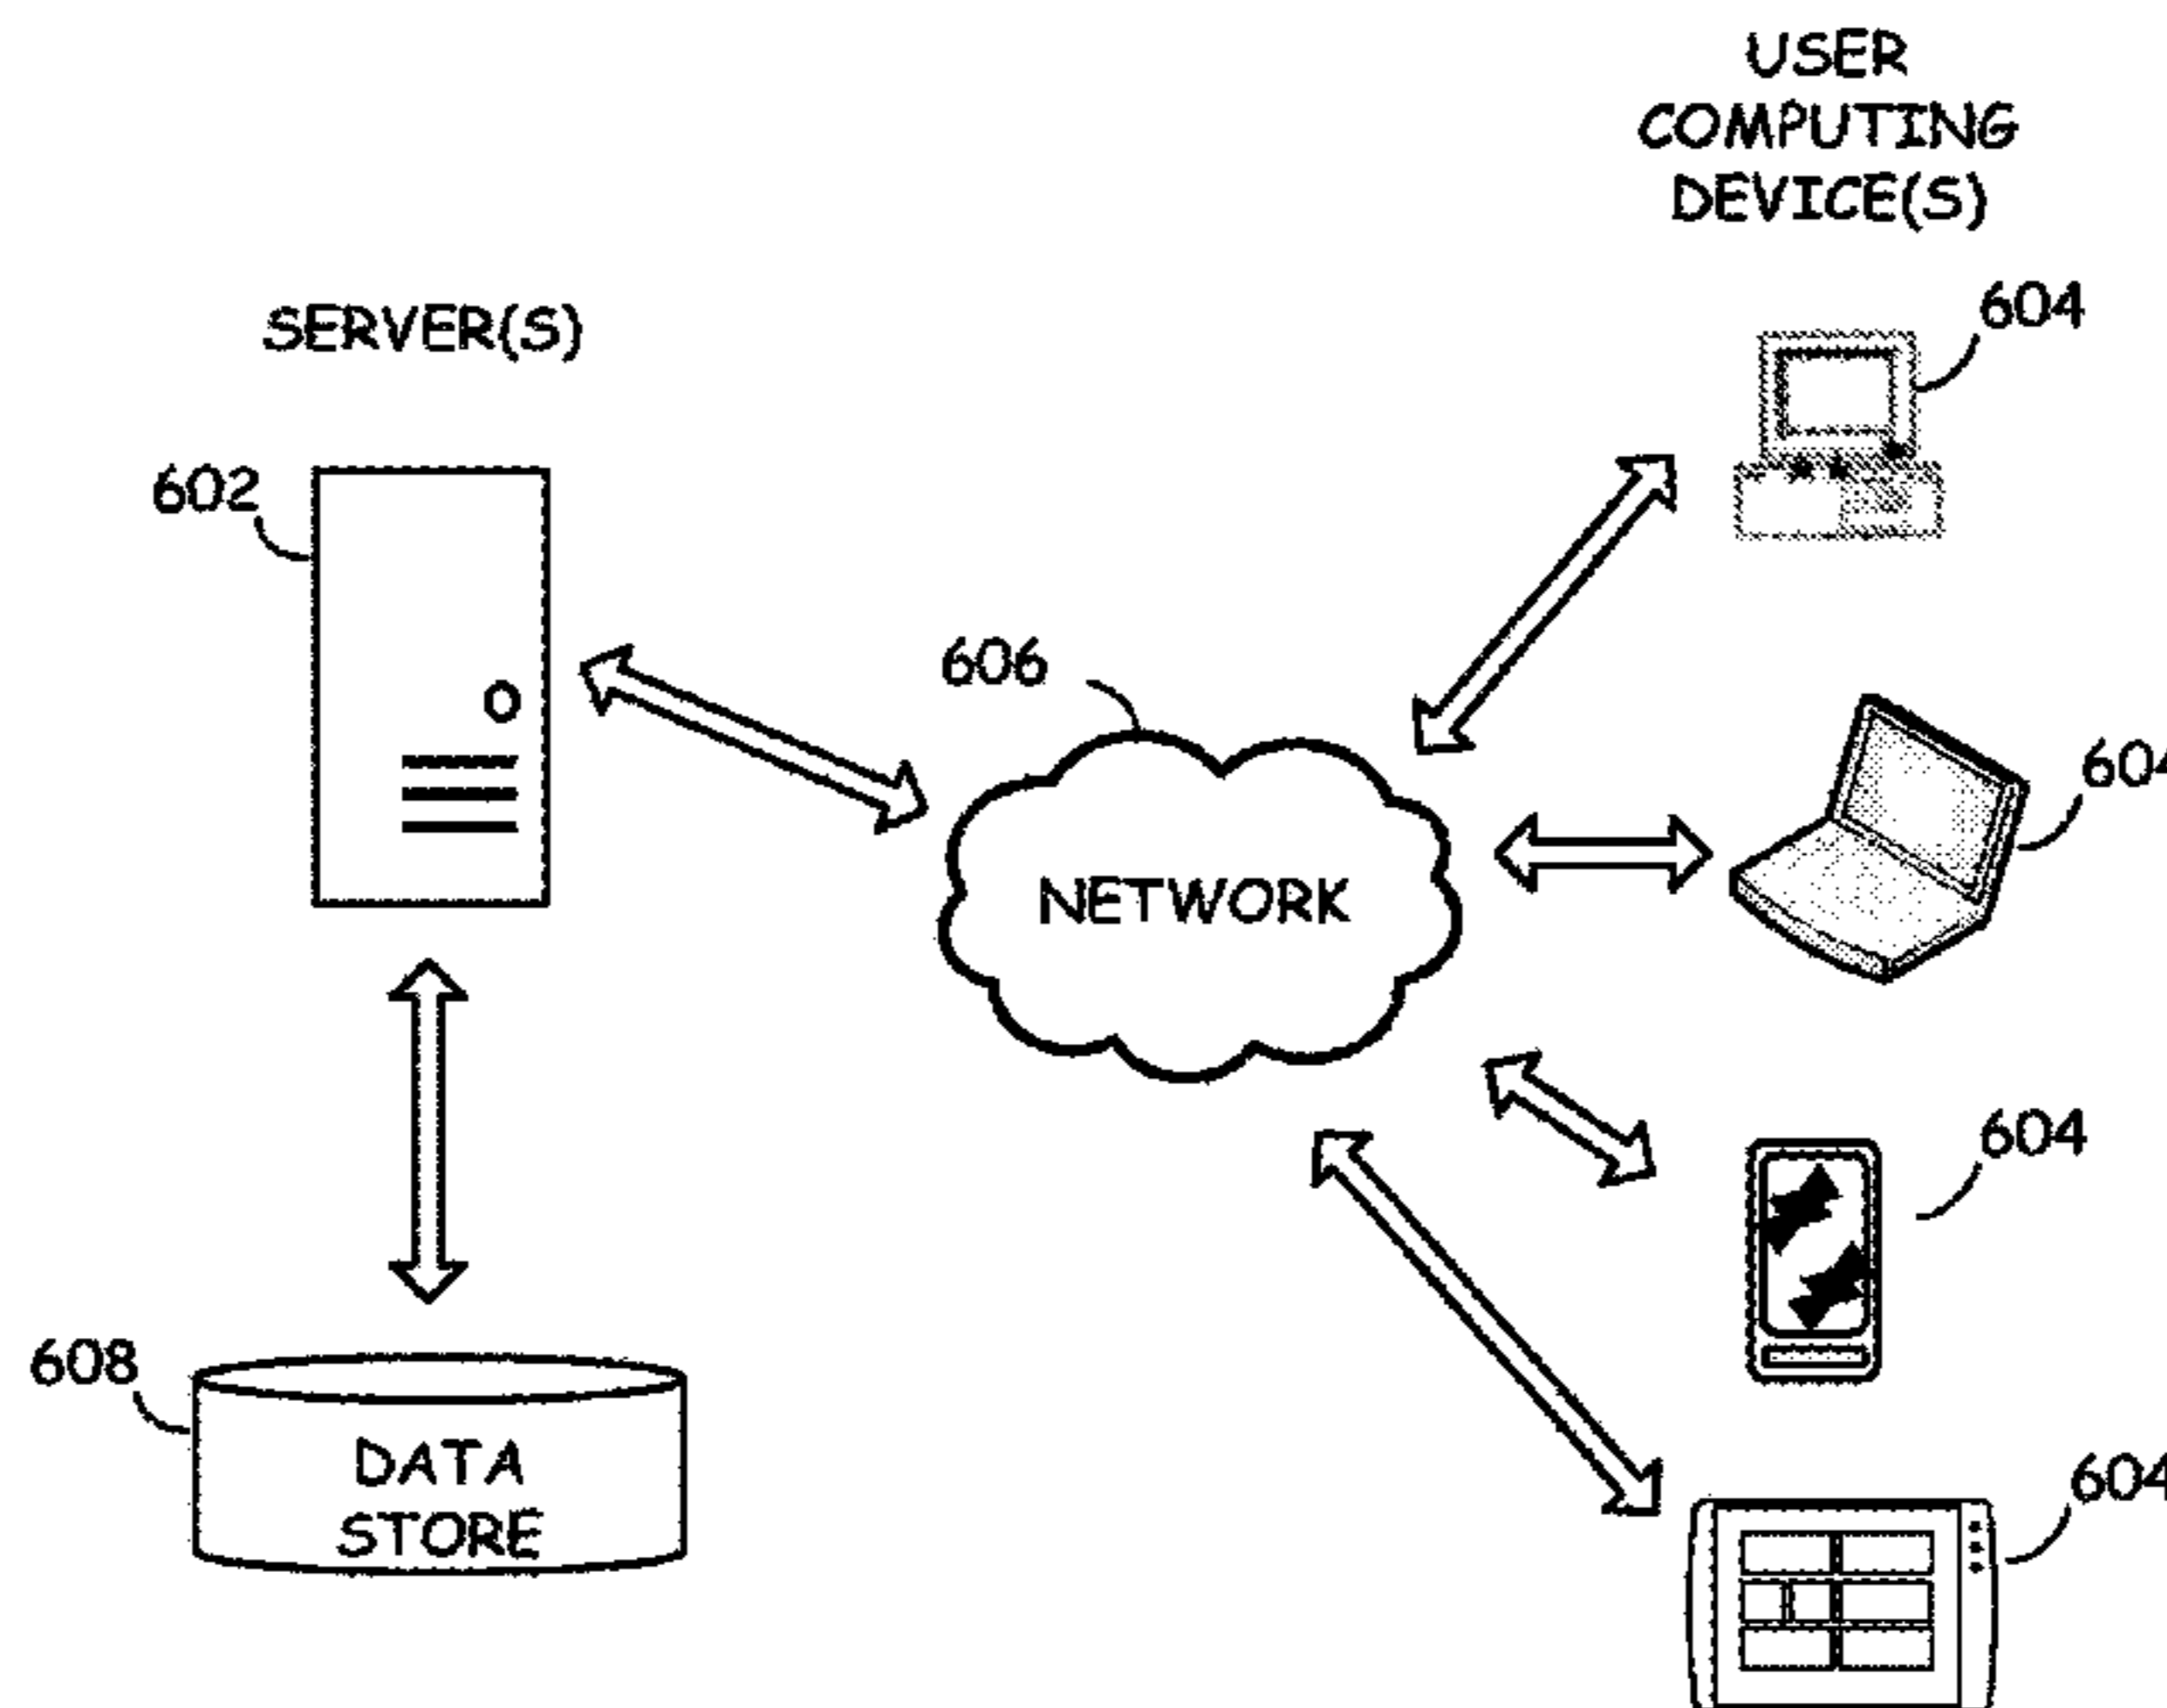 USER
COMPUTING
DEVICE(S)
604
SERVER(S)
602
606
604
NETWORK
604
608
DATA
STORE
604